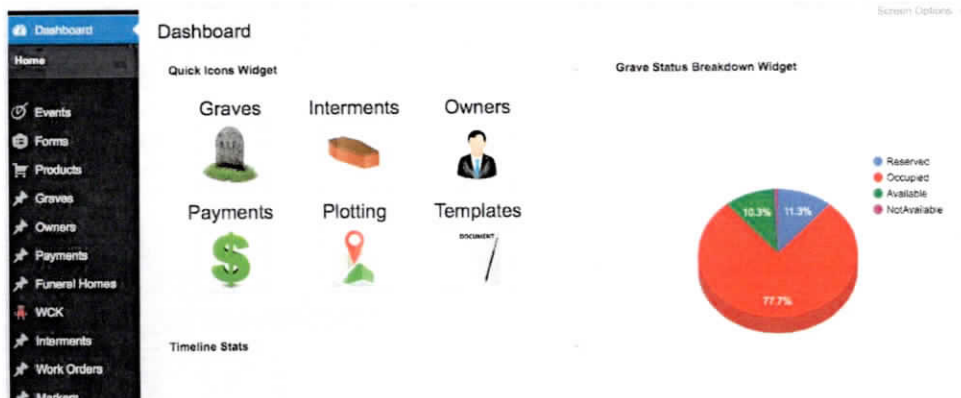 Screen Options
Dashboard
Home
Events
Forms
Products
Graves
Owners
Payments
Funeral Homes
WCK
Interments
Work Orders
Markers
Dashboard
Quick Icons Widget
Graves
Interments
Owners
Payments
Plotting
Templates
DOCUMENT
Timeline Stats
Grave Status Breakdown Widget
Reserved
Occupied
Available
NotAvailable
10.3%
11.3%
77.7%